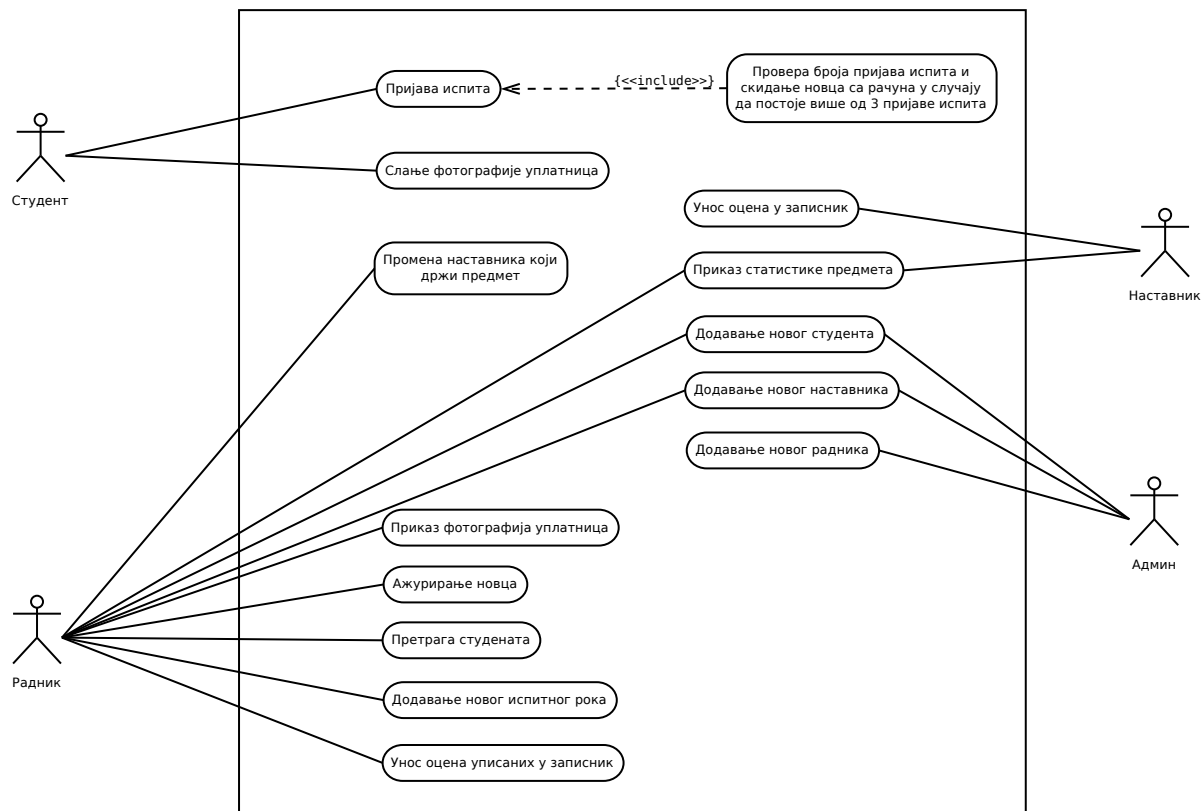 Пријава испита
{<<include>>}
Провера броја пријава испита и
скидање новца са рачуна у случају
да постоје више од 3 пријаве испита
Студент
Слање фотографије уплатница
Унос оцена у записник
Промена наставника који
држи предмет
Приказ статистике предмета
Наставник
Додавање новог студента
Додавање новог наставника
Додавање новог радника
Приказ фотографија уплатница
Админ
Ажурирање новца
Претрага студената
Радник
Додавање новог испитног рока
Унос оцена уписаних у записник